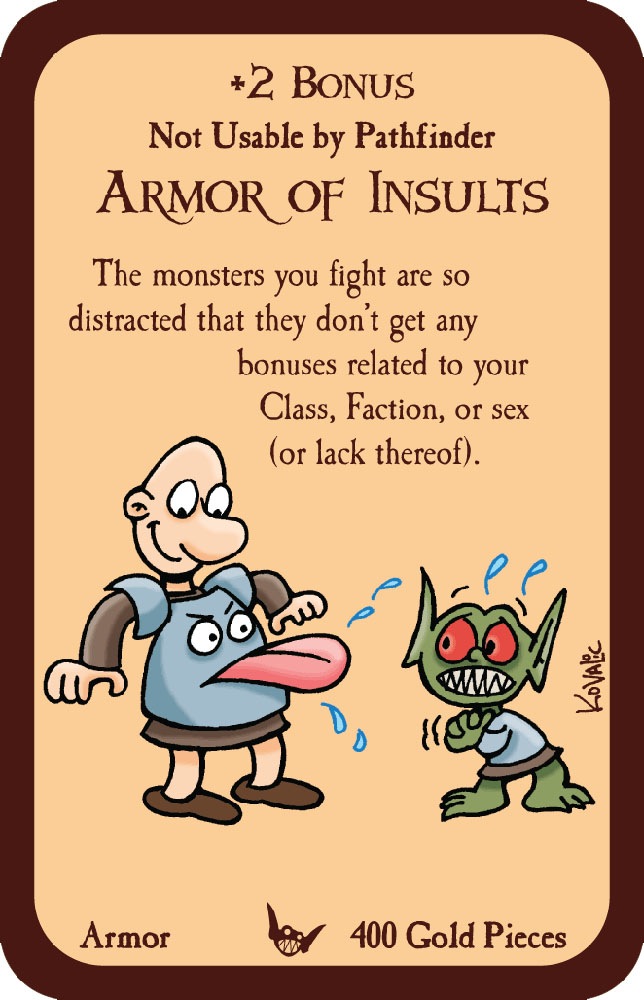 +2 Bonus
Not Usable by Pathfinder
Armor of Insults
The monsters you fight are so
distracted that they don't get any
bonuses related to your
Class, Faction, or sex
(or lack thereof).
Kovalic
Armor
400 Gold Pieces